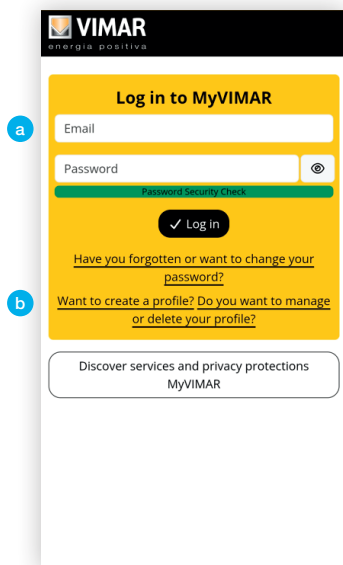 VIMAR
energia positiva
Log in to MyVIMAR
a
Email
Password
Password Security Check
Log in
Have you forgotten or want to change your
password?
b
Want to create a profile? Do you want to manage
or delete your profile?
Discover services and privacy protections
MyVIMAR